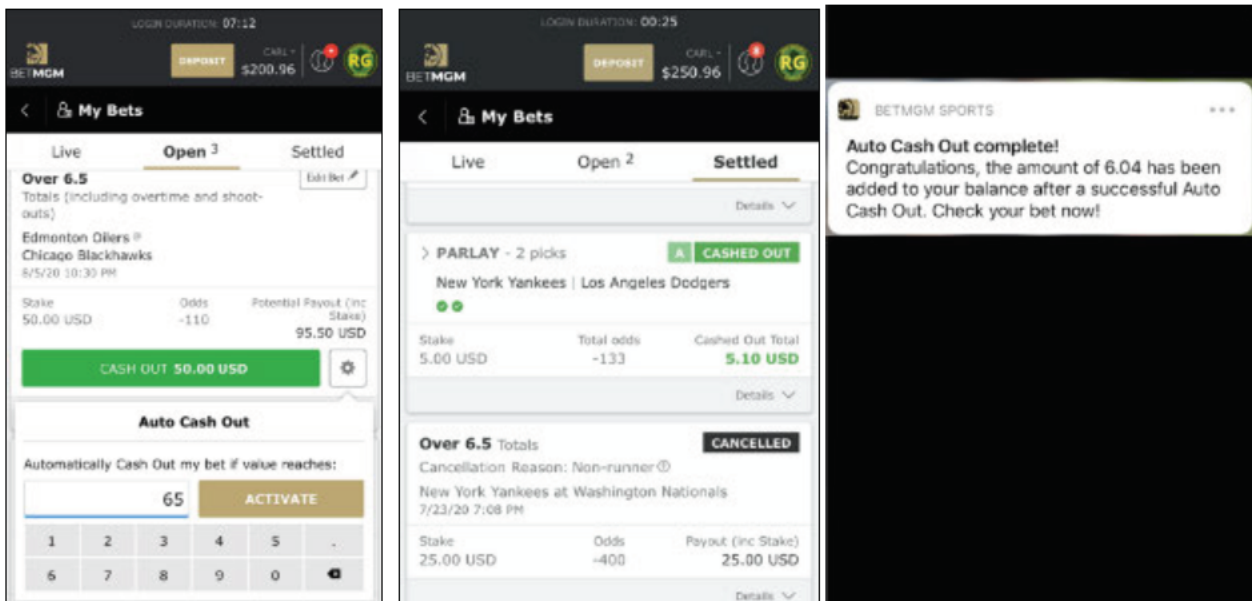 LOGIN DURATION: 07:12
BETMGM
DEPOSIT
CARL
$200.96
RG
My Bets
Live Open 3 Settled
Over 6.5
Edit Bet
Totals (including overtime and shoot-
outs)
Edmonton Oilers
Chicago Blackhawks
8/5/20 10:30 PM
Stake Odds Potential Payout (inc
Stake)
50.00 USD -110
95.50 USD
CASH OUT 50.00 USD
Auto Cash Out
Automatically Cash Out my bet if value reaches:
65 ACTIVATE
1 2 3 4 5 .
6 7 8 9 0
LOGIN DURATION: 00:25
BETMGM
DEPOSIT
CARL
$250.96
RG
My Bets
Live Open 2 Settled
Details
PARLAY - 2 picks A CASHED OUT
New York Yankees | Los Angeles Dodgers
Stake Total odds Cashed Out Total
5.00 USD -133 5.10 USD
Details
Over 6.5 Totals CANCELLED
Cancellation Reason: Non-runner
New York Yankees at Washington Nationals
7/23/20 7:08 PM
Stake Odds Payout (inc Stake)
25.00 USD -400 25.00 USD
Details
BETMGM SPORTS
Auto Cash Out complete!
Congratulations, the amount of 6.04 has been
added to your balance after a successful Auto
Cash Out. Check your bet now!